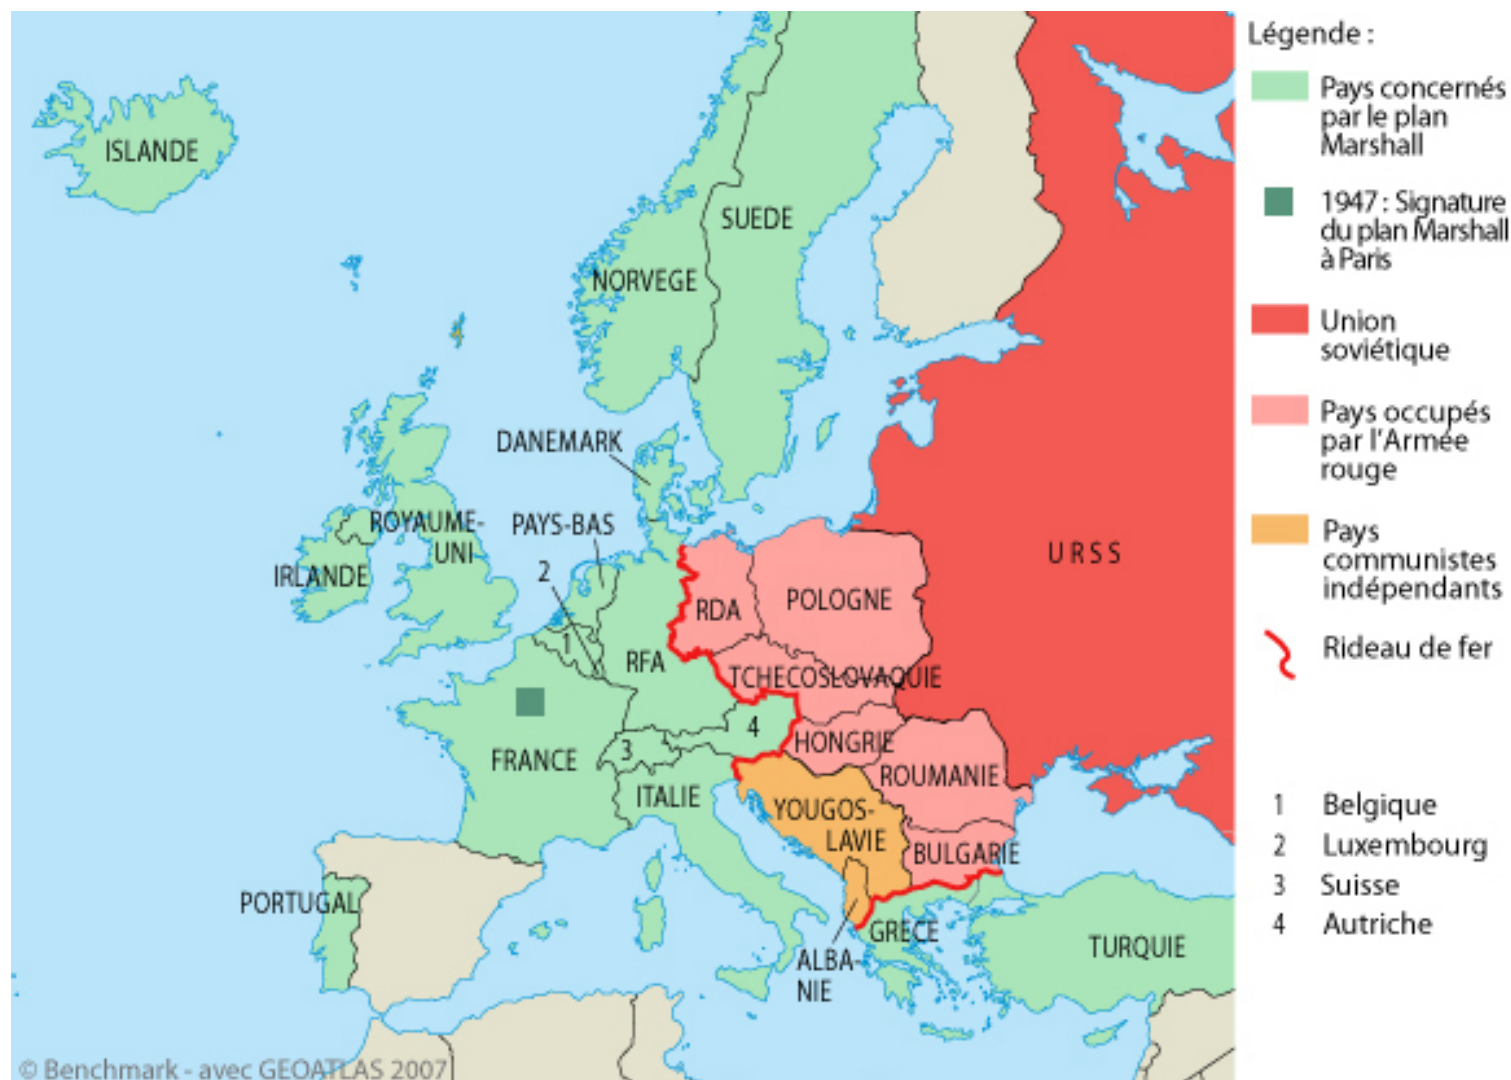 Légende :
Pays concernés
par le plan
Marshall
1947 : Signature
du plan Marshall
à Paris
Union
soviétique
Pays occupés
par l'Armée
rouge
Pays
communistes
indépendants
Rideau de fer
1 Belgique
2 Luxembourg
3 Suisse
4 Autriche
ISLANDE
SUEDE
NORVEGE
DANEMARK
ROYAUME-
UNI
PAYS-BAS
IRLANDE
2
1
URSS
RDA
POLOGNE
RFA
TCHECOSLOVAQUIE
4
3
HONGRIE
FRANCE
ROUMANIE
ITALIE
YOUGOS-
LAVIE
BULGARIE
PORTUGAL
GRECE
TURQUIE
ALBA-
NIE
© Benchmark - avec GEOATLAS 2007